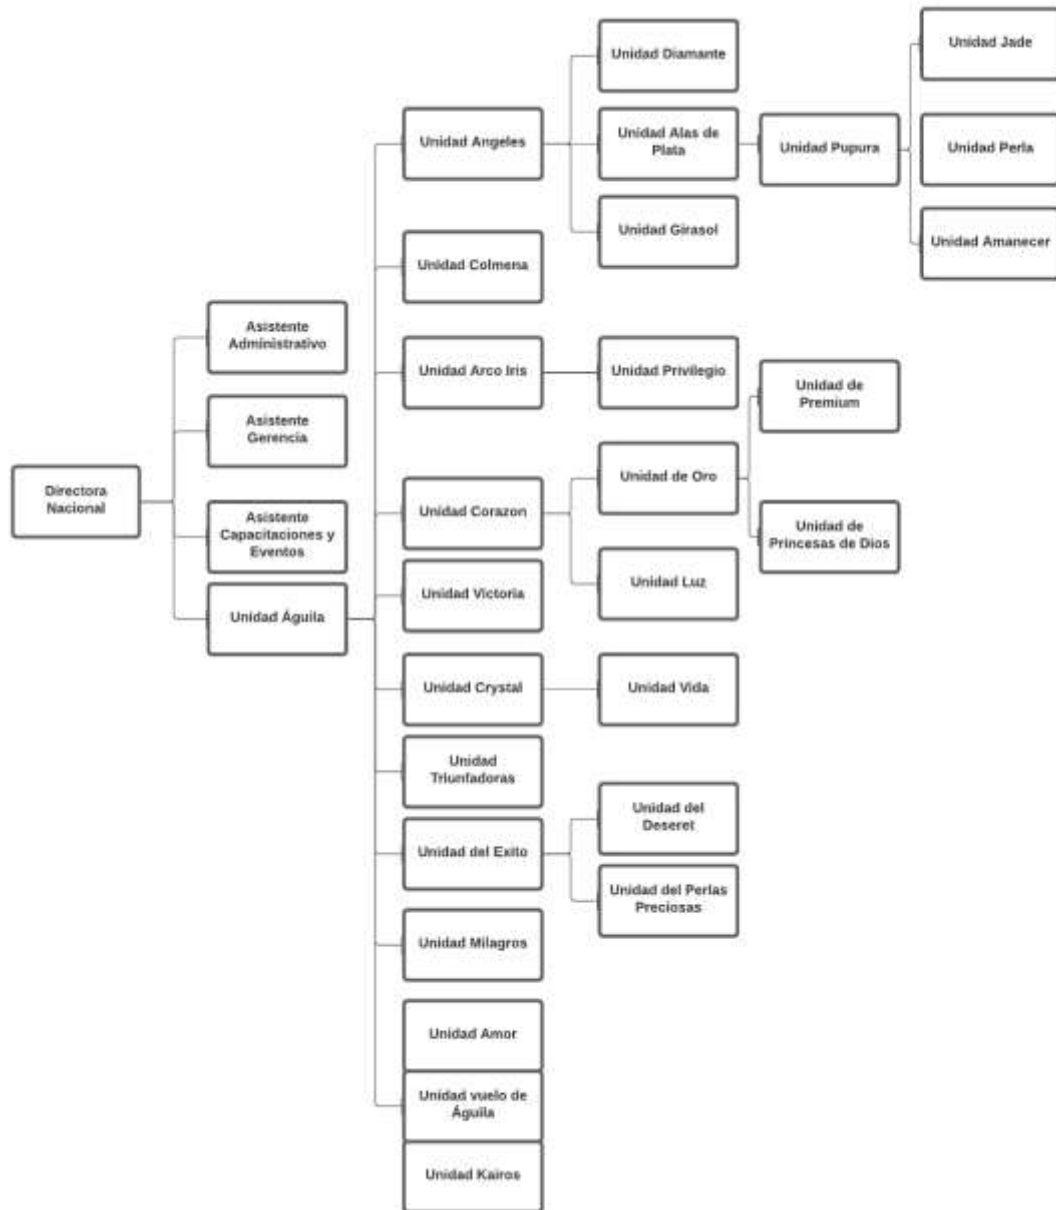 Directora
Nacional
Asistente
Administrativo
Asistente
Gerencia
Asistente
Capacitaciones y
Eventos
Unidad Águila
Unidad Angeles
Unidad Colmena
Unidad Arco Iris
Unidad Corazon
Unidad Victoria
Unidad Crystal
Unidad
Triunfadoras
Unidad del Exito
Unidad Milagros
Unidad Amor
Unidad vuelo de
Águila
Unidad Kairos
Unidad Diamante
Unidad Alas de
Plata
Unidad Girasol
Unidad Privilegio
Unidad de Oro
Unidad Luz
Unidad Vida
Unidad del
Deseret
Unidad del Perlas
Preciosas
Unidad Pupura
Unidad de
Premium
Unidad de
Princesas de Dios
Unidad Jade
Unidad Perla
Unidad Amanecer